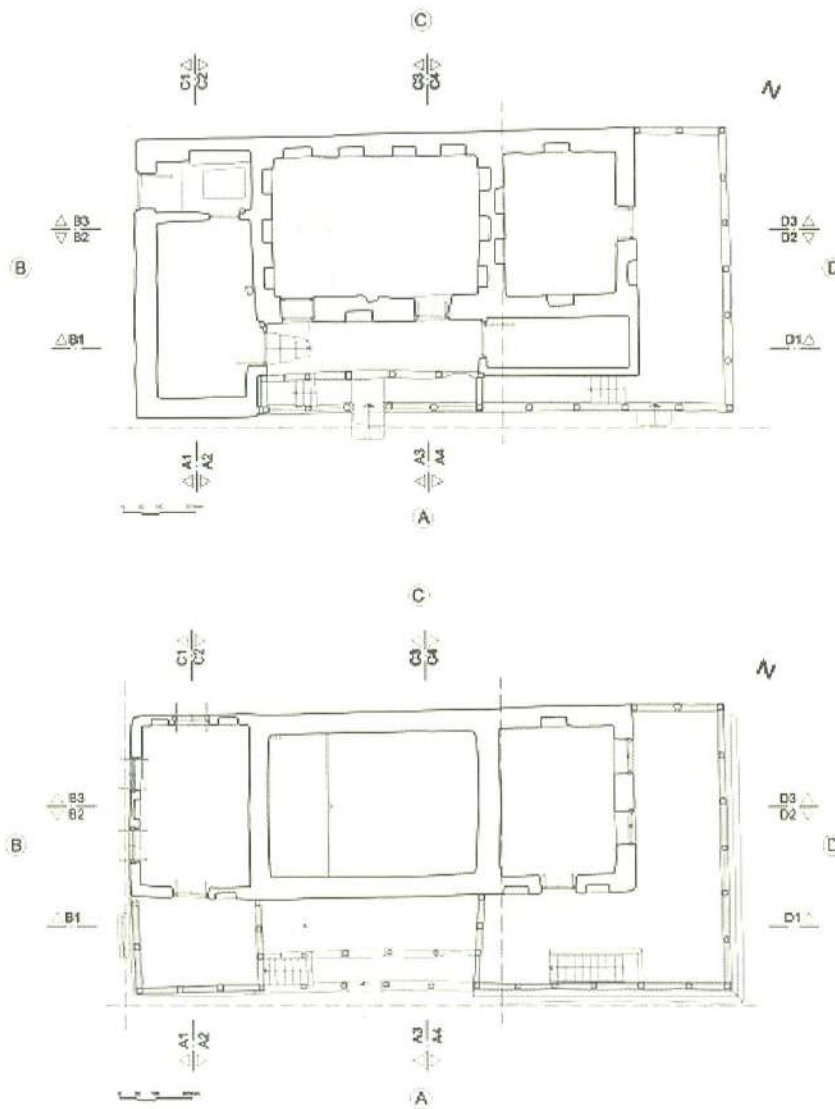 C
C1 C2 C3 C4
N
B3 D3
B2 D2
B D
B1 D1
A1 A2 A3 A4
A
C
C1 C2 C3 C4
N
B3 D3
B2 D2
B D
B1 D1
A1 A2 A3 A4
A